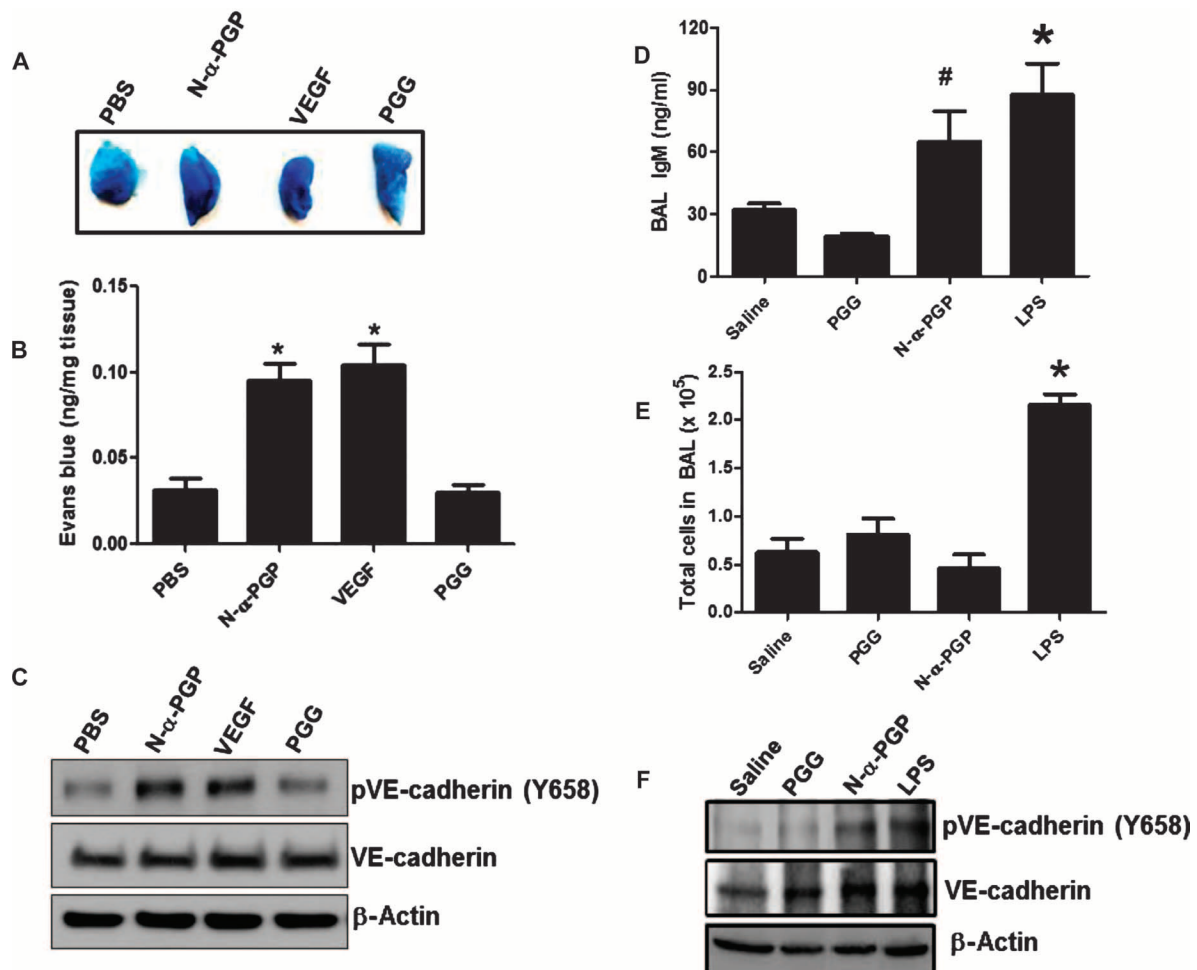 A
PBS
N-α-PGP
VEGF
PGG
B
Evans blue (ng/mg tissue)
0.15
0.10
0.05
0.00
*
*
PBS
N-α-PGP
VEGF
PGG
C
PBS
N-α-PGP
VEGF
PGG
pVE-cadherin (Y658)
VE-cadherin
β-Actin
D
BAL IgM (ng/ml)
120
90
60
30
0
#
*
Saline
PGG
N-α-PGP
LPS
E
Total cells in BAL (x 10⁵)
2.5
2.0
1.5
1.0
0.5
0.0
*
Saline
PGG
N-α-PGP
LPS
F
Saline
PGG
N-α-PGP
LPS
pVE-cadherin (Y658)
VE-cadherin
β-Actin